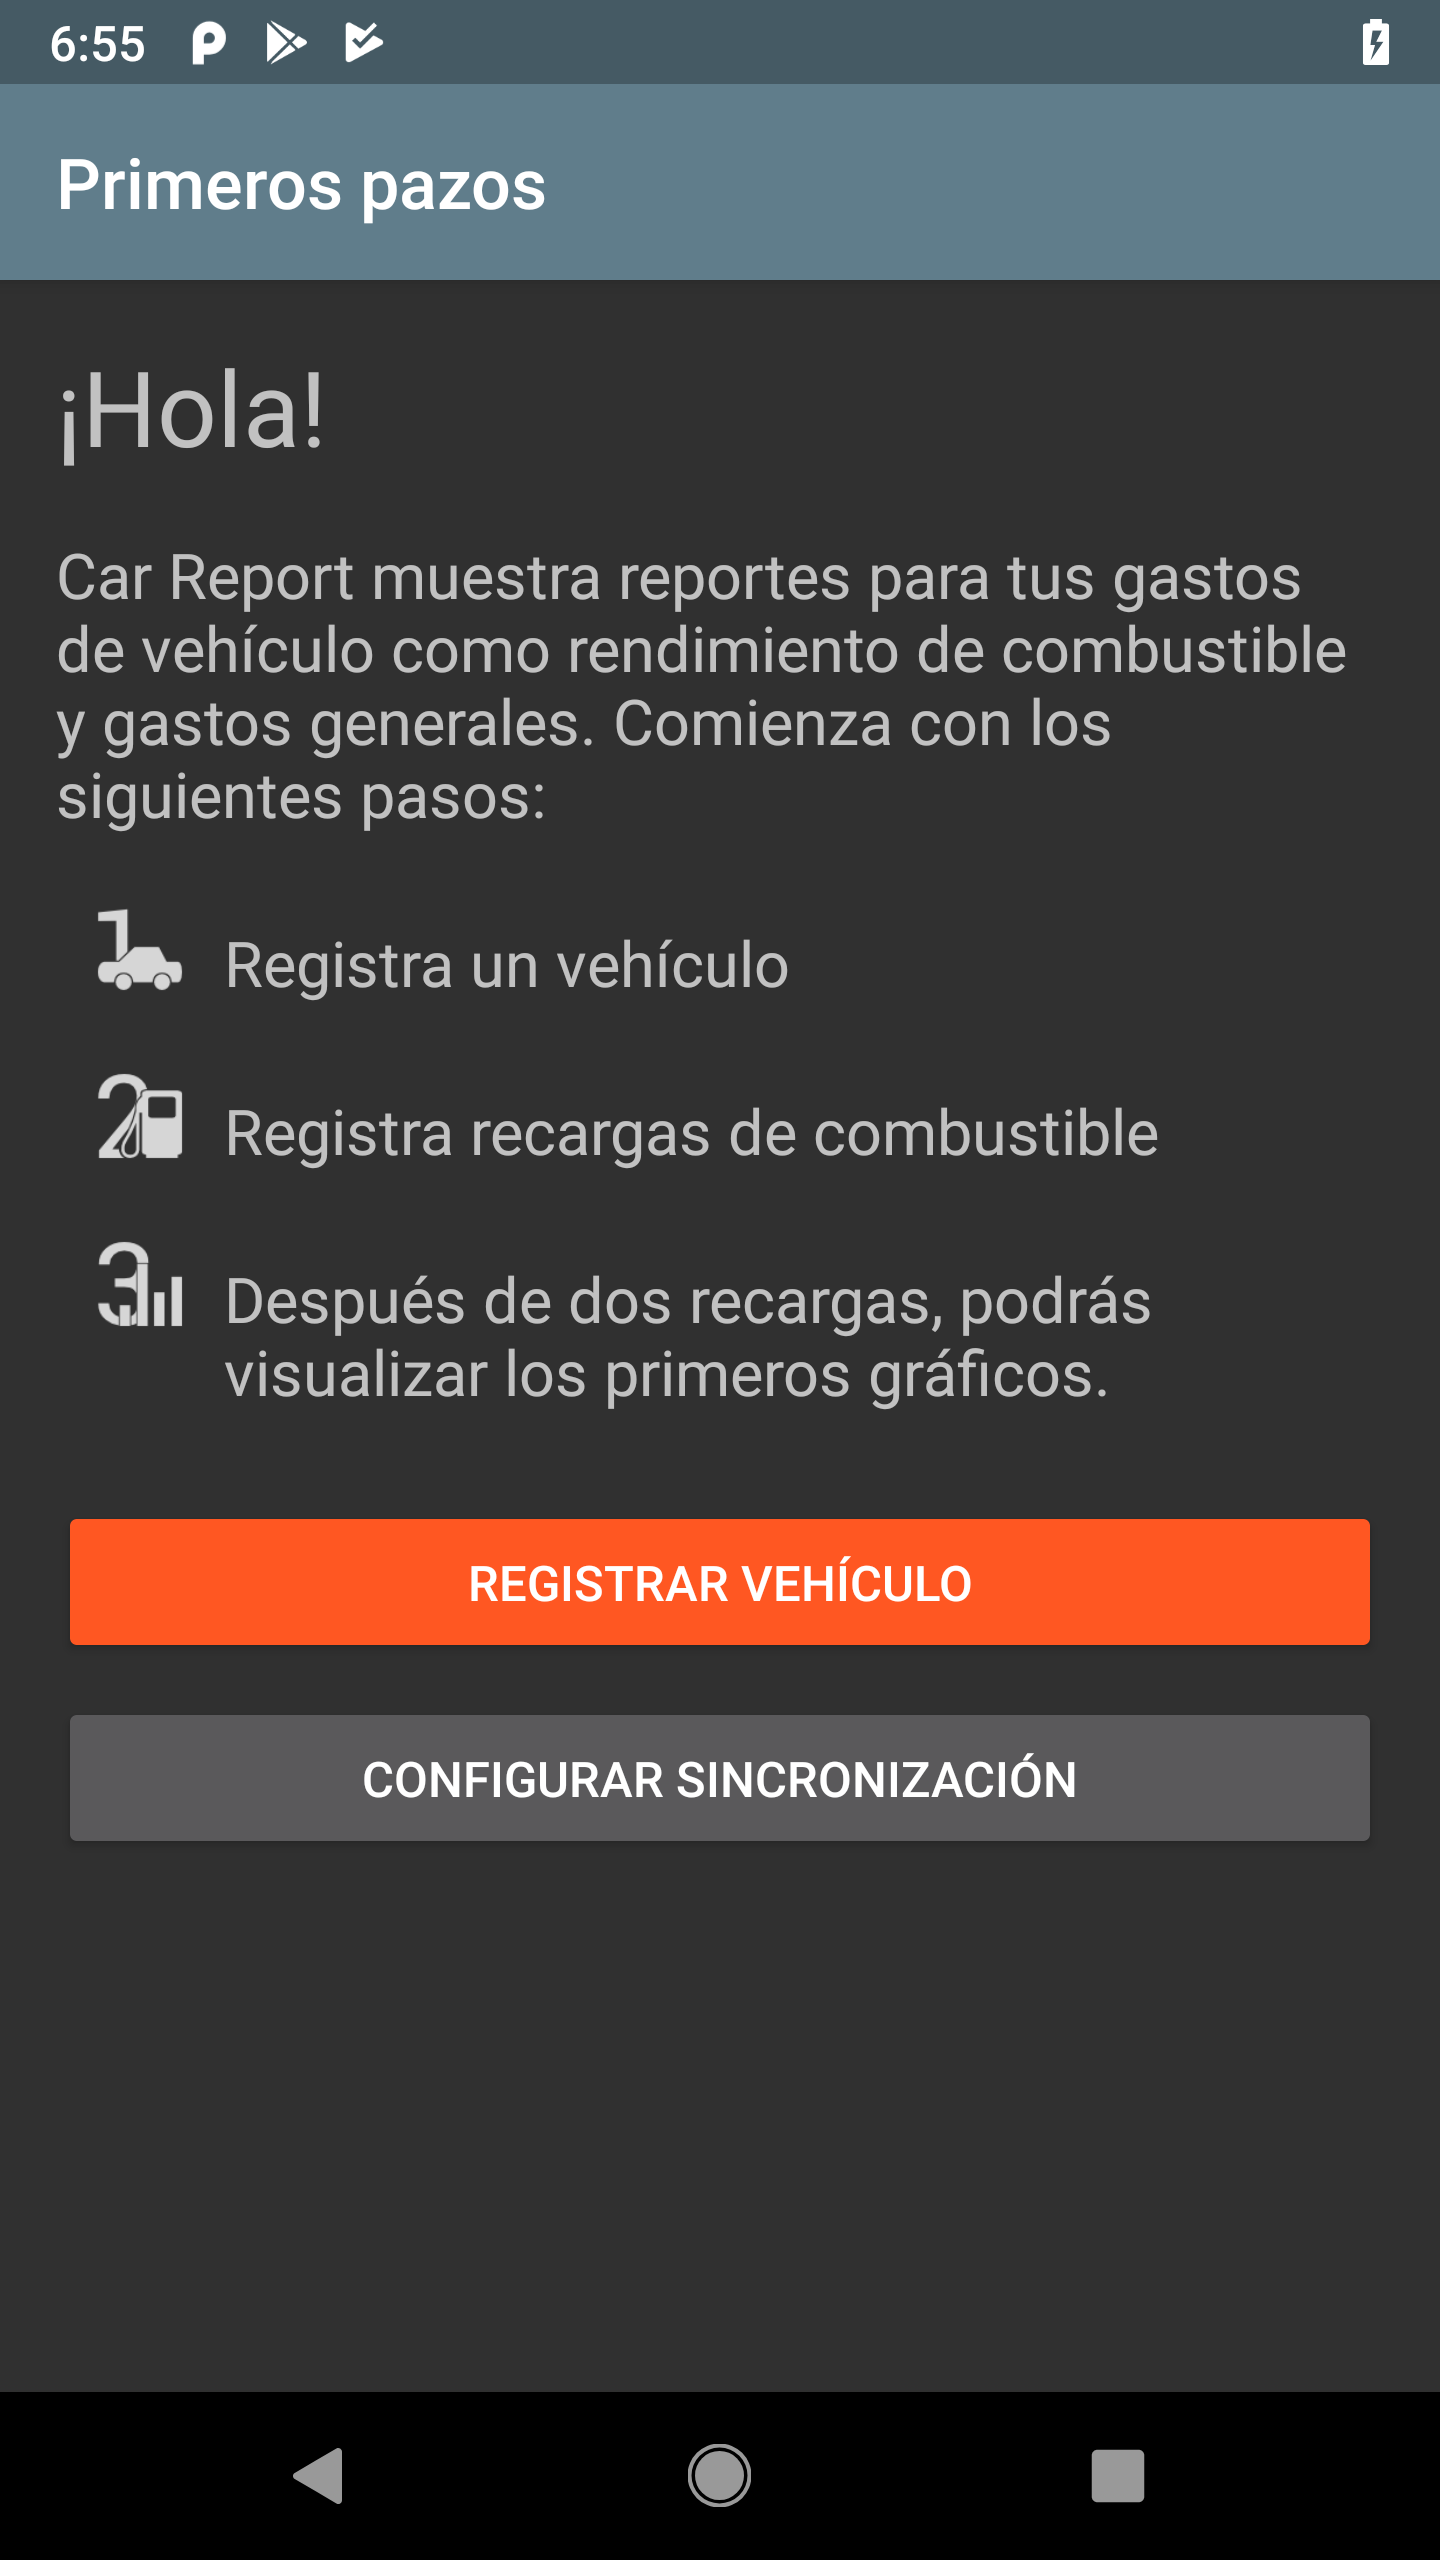 6:55
Primeros pazos
¡Hola!
Car Report muestra reportes para tus gastos
de vehículo como rendimiento de combustible
y gastos generales. Comienza con los
siguientes pasos:
1 Registra un vehículo
2 Registra recargas de combustible
3 Después de dos recargas, podrás
visualizar los primeros gráficos.
REGISTRAR VEHÍCULO
CONFIGURAR SINCRONIZACIÓN